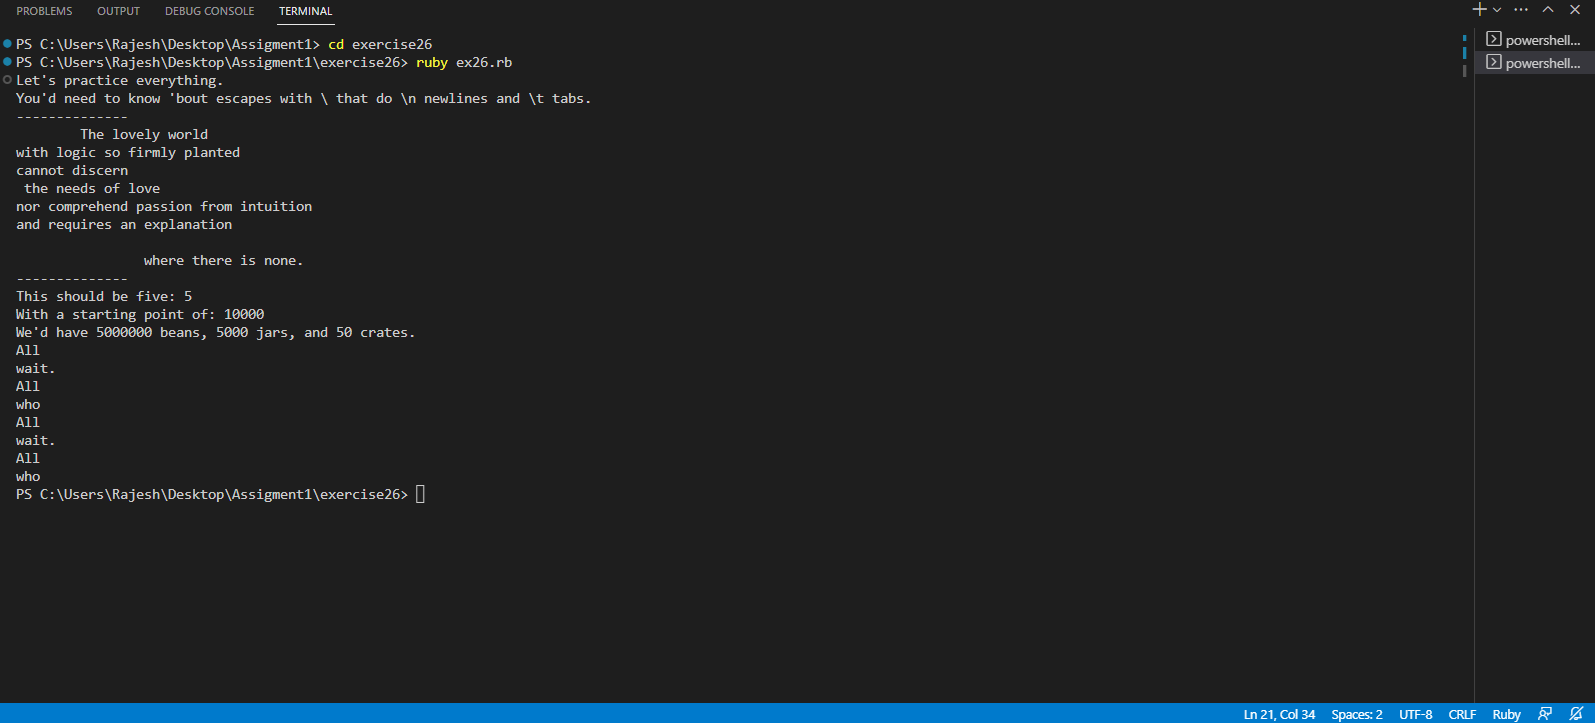 PROBLEMS OUTPUT DEBUG CONSOLE TERMINAL
PS C:\Users\Rajesh\Desktop\Assigment1> cd exercise26
PS C:\Users\Rajesh\Desktop\Assigment1\exercise26> ruby ex26.rb
Let's practice everything.
You'd need to know 'bout escapes with \ that do \n newlines and \t tabs.
--------------
        The lovely world
with logic so firmly planted
cannot discern
 the needs of love
nor comprehend passion from intuition
and requires an explanation
                where there is none.
--------------
This should be five: 5
With a starting point of: 10000
We'd have 5000000 beans, 5000 jars, and 50 crates.
All
wait.
All
who
All
wait.
All
who
PS C:\Users\Rajesh\Desktop\Assigment1\exercise26>
powershell...
powershell...
Ln 21, Col 34 Spaces: 2 UTF-8 CRLF Ruby